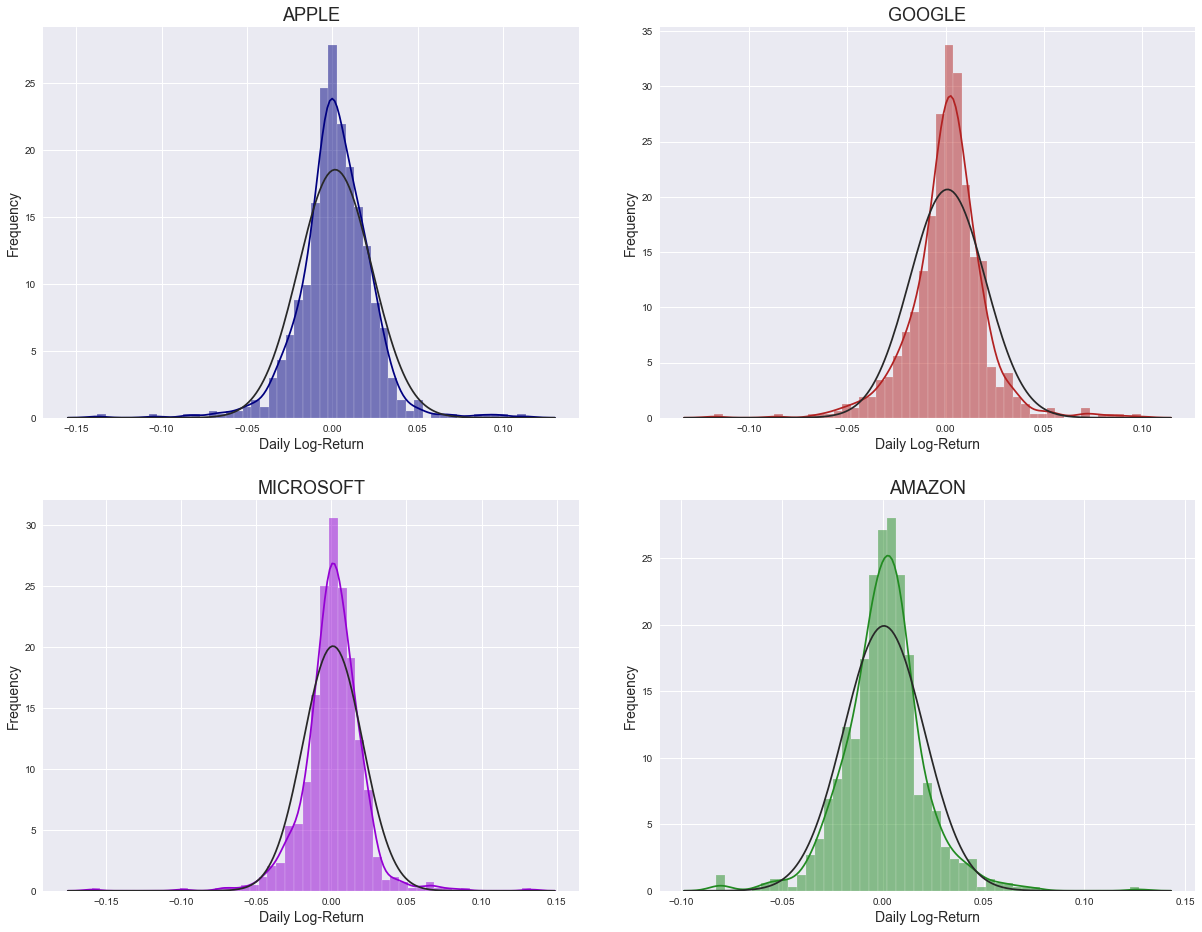 APPLE
25
20
15
10
5
0
Frequency
−0.15 −0.10 −0.05 0.00 0.05 0.10
Daily Log-Return
GOOGLE
35
30
25
20
15
10
5
0
Frequency
−0.10 −0.05 0.00 0.05 0.10
Daily Log-Return
MICROSOFT
30
25
20
15
10
5
0
Frequency
−0.15 −0.10 −0.05 0.00 0.05 0.10 0.15
Daily Log-Return
AMAZON
25
20
15
10
5
0
Frequency
−0.10 −0.05 0.00 0.05 0.10 0.15
Daily Log-Return